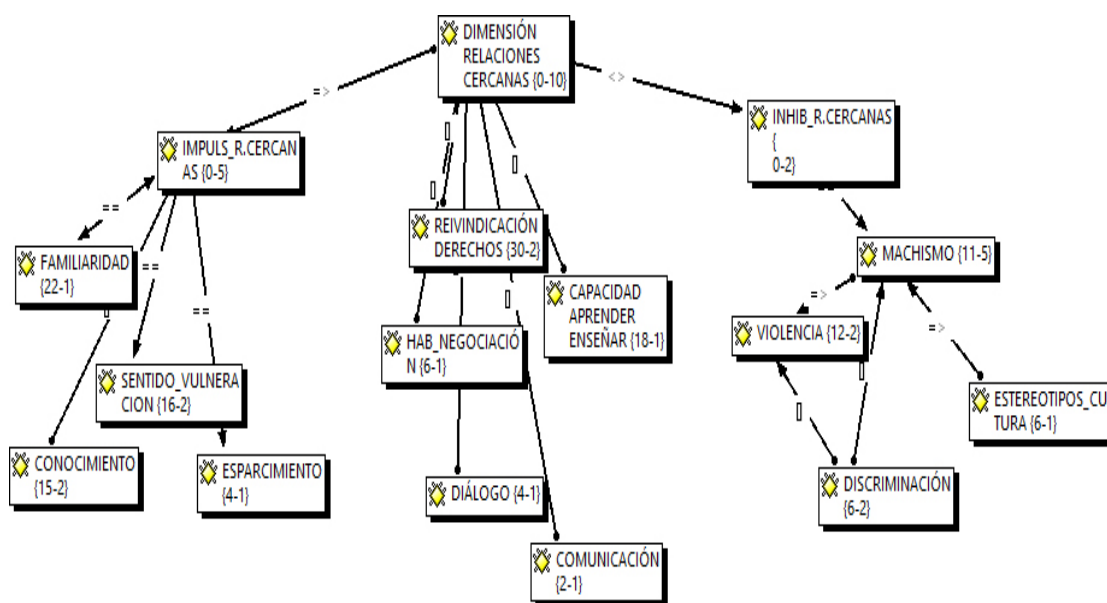 DIMENSIÓN
RELACIONES
CERCANAS {0-10}
=>
<>
IMPULS_R.CERCAN
AS {0-5}
INHIB_R.CERCANAS
{
0-2}
==
==
==
REIVINDICACIÓN
DERECHOS {30-2}
FAMILIARIDAD
{22-1}
MACHISMO {11-5}
=>
CAPACIDAD
APRENDER
ENSEÑAR {18-1}
HAB_NEGOCIACIÓ
N {6-1}
VIOLENCIA {12-2}
=>
SENTIDO_VULNERA
CION {16-2}
ESTEREOTIPOS_CU
TURA {6-1}
CONOCIMIENTO
{15-2}
ESPARCIMIENTO
{4-1}
DIÁLOGO {4-1}
DISCRIMINACIÓN
{6-2}
COMUNICACIÓN
{2-1}